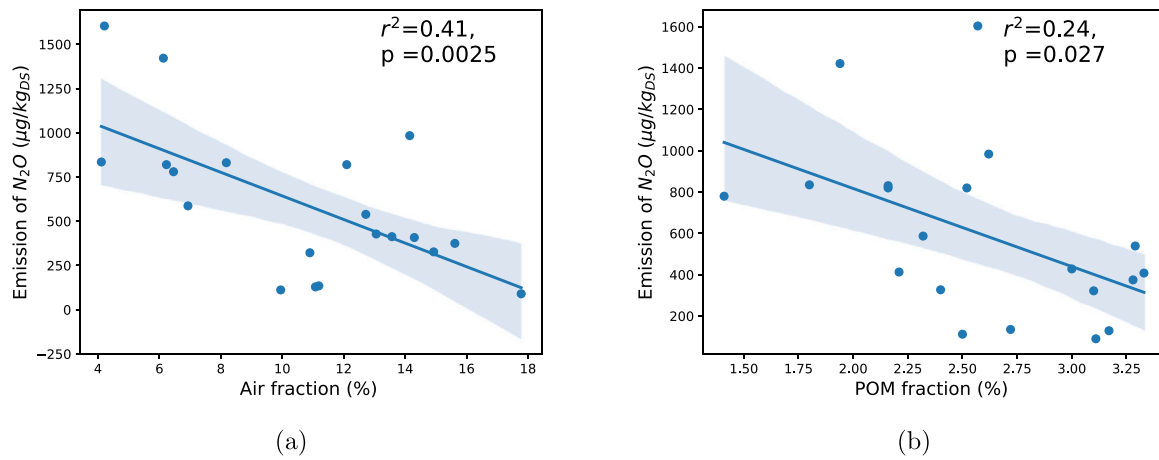 r²=0.41,
p =0.0025
1500
1250
1000
750
500
250
0
−250
Emission of N₂O (μg/kg_DS)
4 6 8 10 12 14 16 18
Air fraction (%)
(a)
r²=0.24,
p =0.027
1600
1400
1200
1000
800
600
400
200
Emission of N₂O (μg/kg_DS)
1.50 1.75 2.00 2.25 2.50 2.75 3.00 3.25
POM fraction (%)
(b)